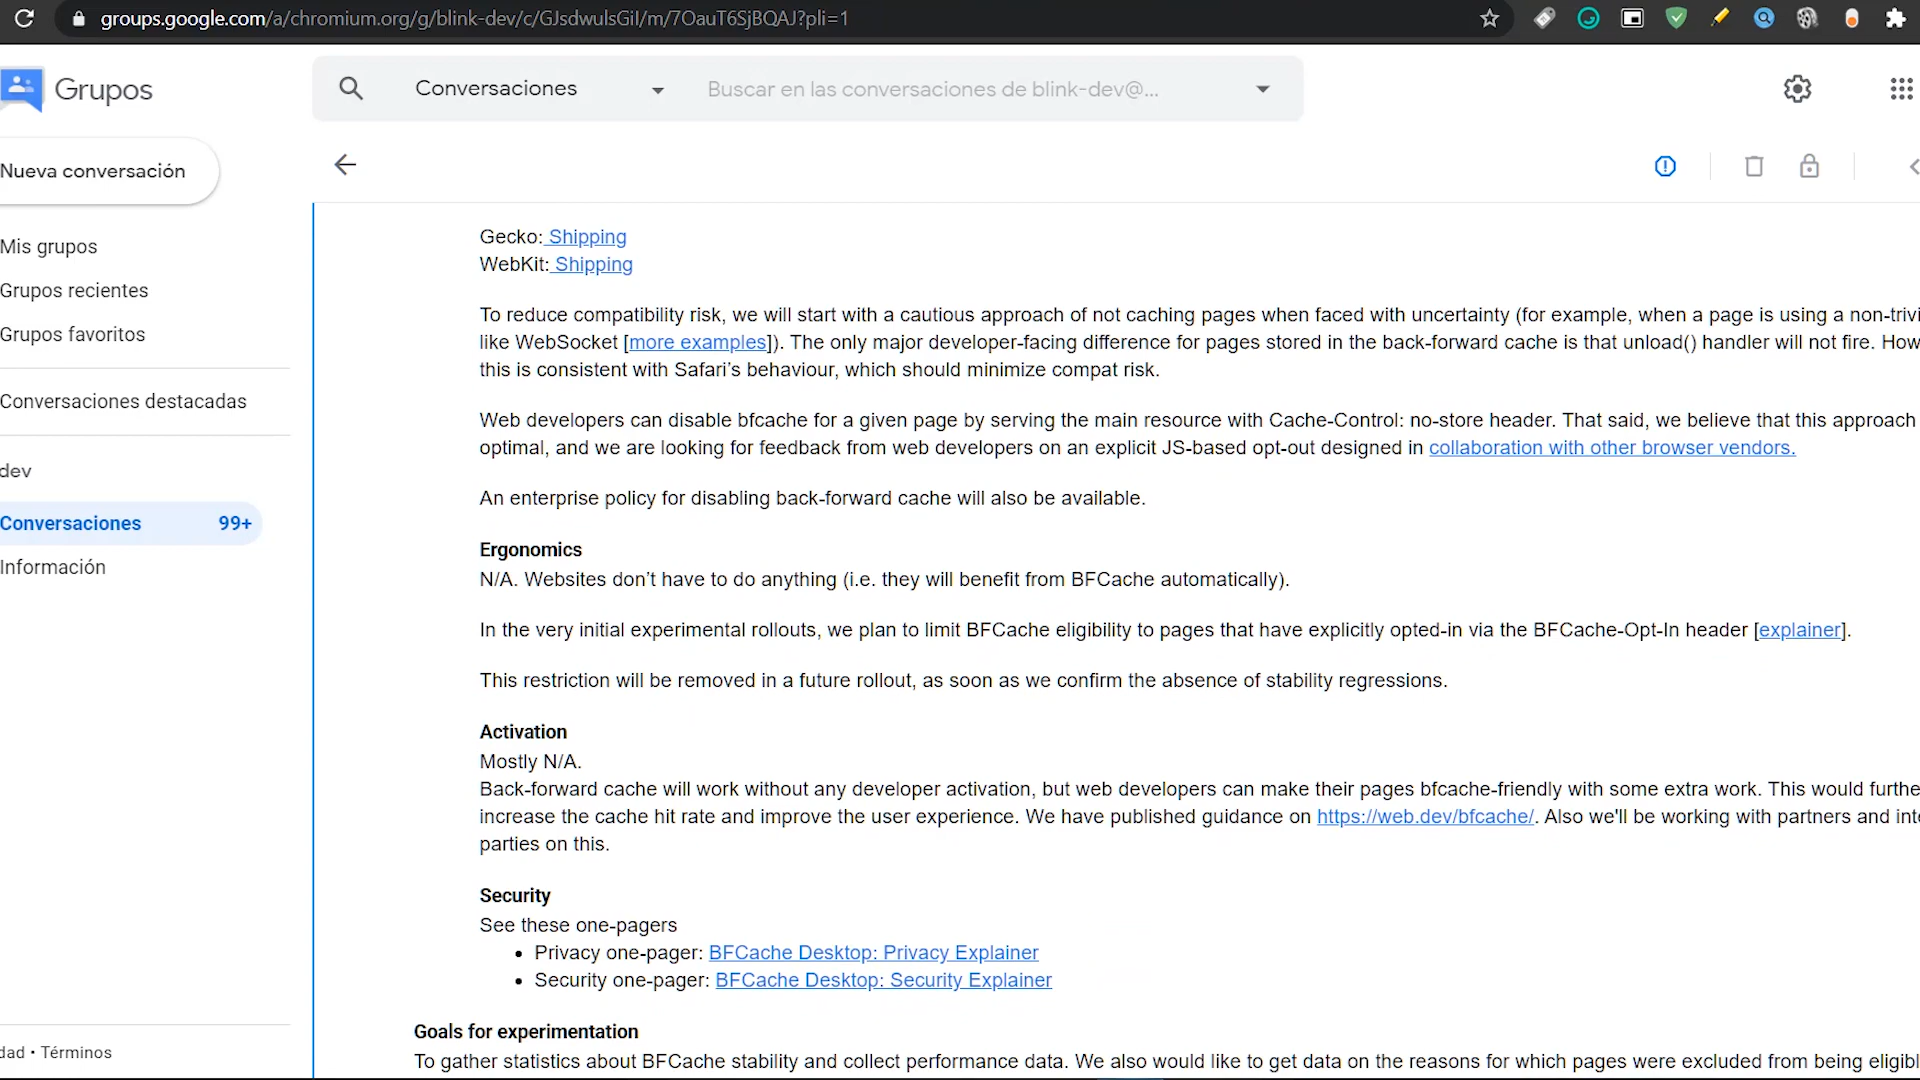 groups.google.com/a/chromium.org/g/blink-dev/c/GJsdwulsGiI/m/7OauT6SjBQAJ?pli=1
Grupos
Conversaciones
Buscar en las conversaciones de blink-dev@...
Nueva conversación
Mis grupos
Grupos recientes
Grupos favoritos
Conversaciones destacadas
dev
Conversaciones 99+
Información
dad • Términos
Gecko: Shipping
WebKit: Shipping
To reduce compatibility risk, we will start with a cautious approach of not caching pages when faced with uncertainty (for example, when a page is using a non-trivi
like WebSocket [more examples]). The only major developer-facing difference for pages stored in the back-forward cache is that unload() handler will not fire. How
this is consistent with Safari’s behaviour, which should minimize compat risk.
Web developers can disable bfcache for a given page by serving the main resource with Cache-Control: no-store header. That said, we believe that this approach
optimal, and we are looking for feedback from web developers on an explicit JS-based opt-out designed in collaboration with other browser vendors.
An enterprise policy for disabling back-forward cache will also be available.
Ergonomics
N/A. Websites don’t have to do anything (i.e. they will benefit from BFCache automatically).
In the very initial experimental rollouts, we plan to limit BFCache eligibility to pages that have explicitly opted-in via the BFCache-Opt-In header [explainer].
This restriction will be removed in a future rollout, as soon as we confirm the absence of stability regressions.
Activation
Mostly N/A.
Back-forward cache will work without any developer activation, but web developers can make their pages bfcache-friendly with some extra work. This would furthe
increase the cache hit rate and improve the user experience. We have published guidance on https://web.dev/bfcache/. Also we'll be working with partners and inte
parties on this.
Security
See these one-pagers
• Privacy one-pager: BFCache Desktop: Privacy Explainer
• Security one-pager: BFCache Desktop: Security Explainer
Goals for experimentation
To gather statistics about BFCache stability and collect performance data. We also would like to get data on the reasons for which pages were excluded from being eligibl